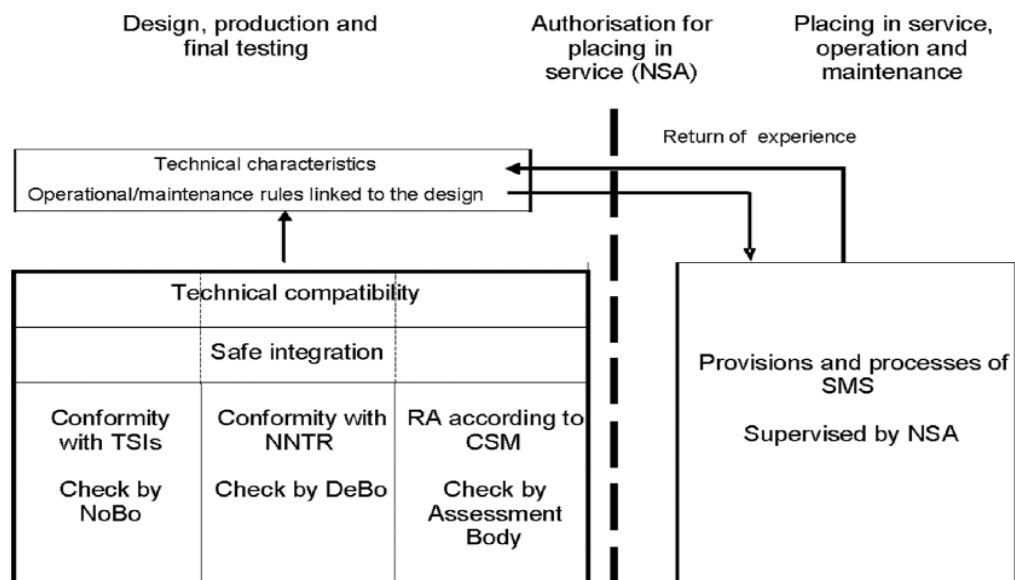 Design, production and
final testing
Authorisation for
placing in
service (NSA)
Placing in service,
operation and
maintenance
Return of experience
Technical characteristics
Operational/maintenance rules linked to the design
Technical compatibility
Safe integration
Conformity
with TSIs
Check by
NoBo
Conformity with
NNTR
Check by DeBo
RA according to
CSM
Check by
Assessment
Body
Provisions and processes of
SMS
Supervised by NSA